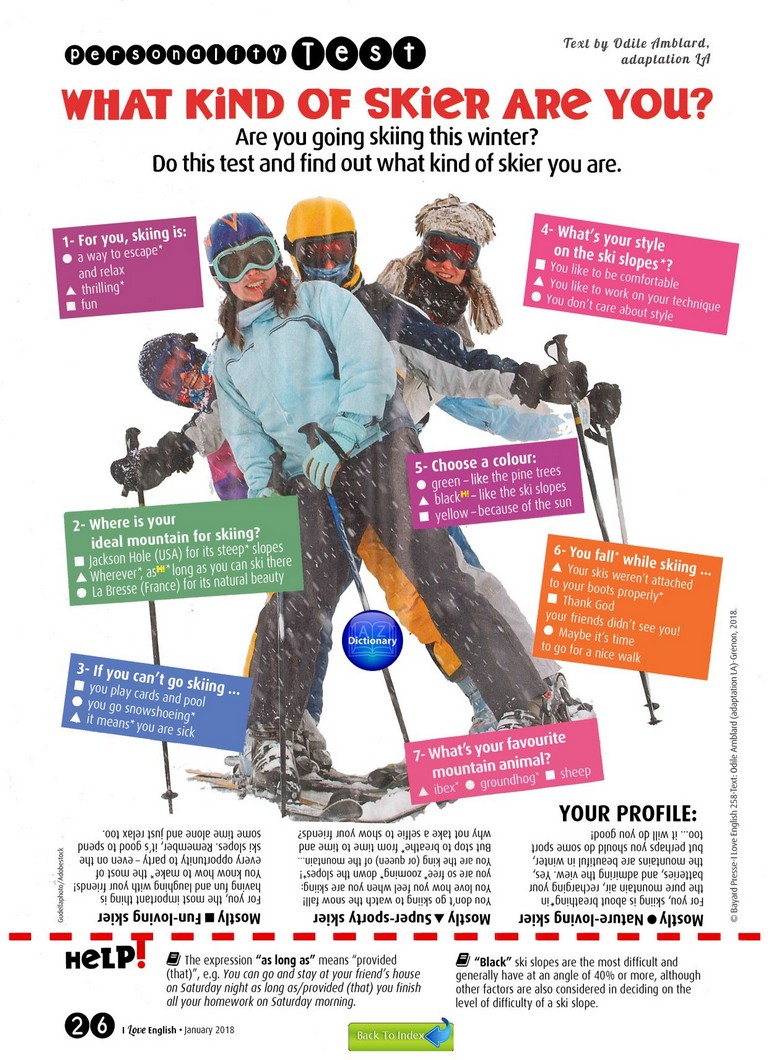 personality Test
Text by Odile Amblard,
adaptation LA
WHAT KiND OF SKieR ARe YOU?
Are you going skiing this winter?
Do this test and find out what kind of skier you are.
1- For you, skiing is:
● a way to escape*
and relax
▲ thrilling*
■ fun
4- What's your style
on the ski slopes*?
■ You like to be comfortable
▲ You like to work on your technique
● You don't care about style
5- Choose a colour:
● green – like the pine trees
▲ blackH! – like the ski slopes
■ yellow – because of the sun
2- Where is your
ideal mountain for skiing?
■ Jackson Hole (USA) for its steep* slopes
▲ Wherever*, asH!* long as you can ski there
● La Bresse (France) for its natural beauty
6- You fall* while skiing ...
▲ Your skis weren't attached
to your boots properly*
■ Thank God
your friends didn't see you!
● Maybe it's time
to go for a nice walk
A-Z
Dictionary
3- If you can't go skiing ...
■ you play cards and pool
● you go snowshoeing*
▲ it means* you are sick
7- What's your favourite
mountain animal?
▲ ibex* ● groundhog* ■ sheep
YOUR PROFILE:
Mostly ● Nature-loving skier
For you, skiing is about breathing* in
the pure mountain air, recharging your
batteries, and admiring the view. Yes,
the mountains are beautiful in winter,
but perhaps you should do some sport
too... it will do you good!
Mostly ▲ Super-sporty skier
You don't go skiing to watch the snow fall!
You love how you feel when you are skiing:
you are so free* zooming* down the slopes*!
You are the king (or queen) of the mountain...
But stop to breathe* from time to time and
why not take a selfie to show your friends?
Mostly ■ Fun-loving skier
For you, the most important thing is
having fun and laughing with your friends!
You know how to make* the most of
every opportunity to party – even on the
ski slopes. Remember, it's good to spend
some time alone and just relax too.
Gudellaphoto/Adobestock
© Bayard Presse-I Love English 258-Text: Odile Amblard (adaptation LA)-Grenon, 2018.
HeLP!
The expression "as long as" means "provided
(that)", e.g. You can go and stay at your friend's house
on Saturday night as long as/provided (that) you finish
all your homework on Saturday morning.
"Black" ski slopes are the most difficult and
generally have at an angle of 40% or more, although
other factors are also considered in deciding on the
level of difficulty of a ski slope.
26 I Love English • January 2018
Back To Index